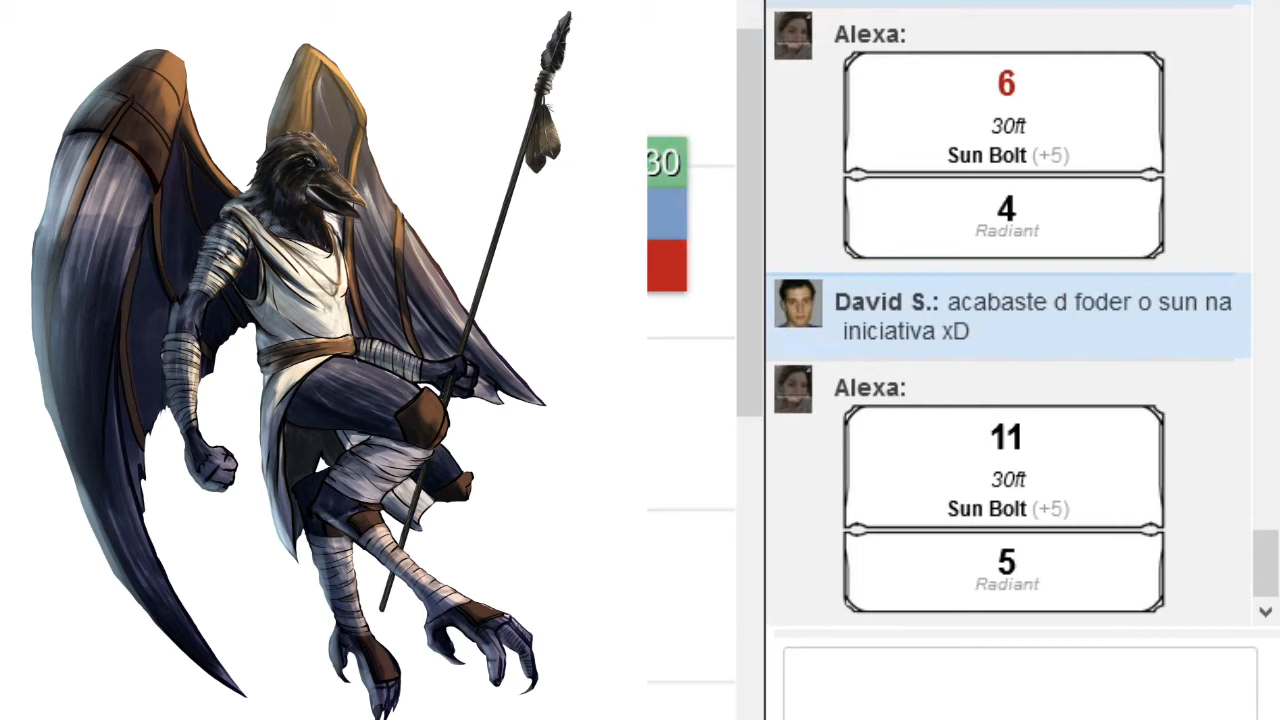 30
Alexa:
6
30ft
Sun Bolt (+5)
4
Radiant
David S.: acabaste d foder o sun na
iniciativa xD
Alexa:
11
30ft
Sun Bolt (+5)
5
Radiant